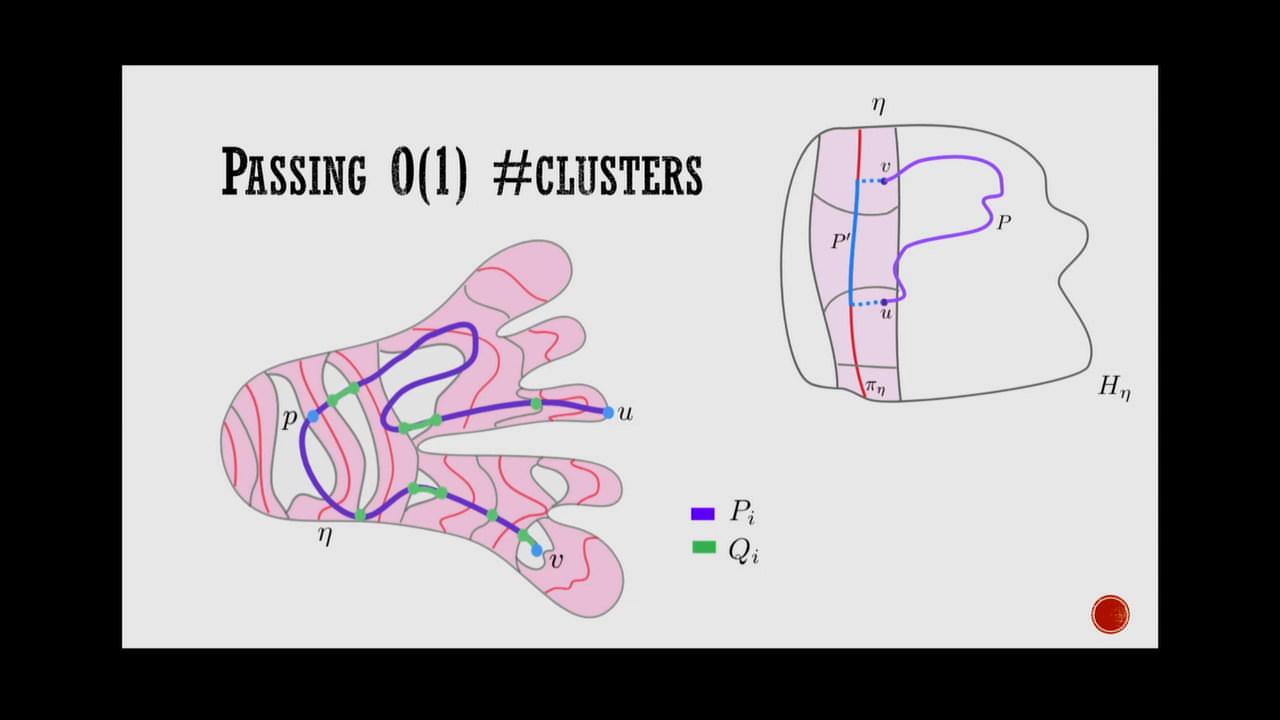 PASSING O(1) #CLUSTERS
η
v
P
P′
u
π_η
H_η
p
u
η
v
P_i
Q_i